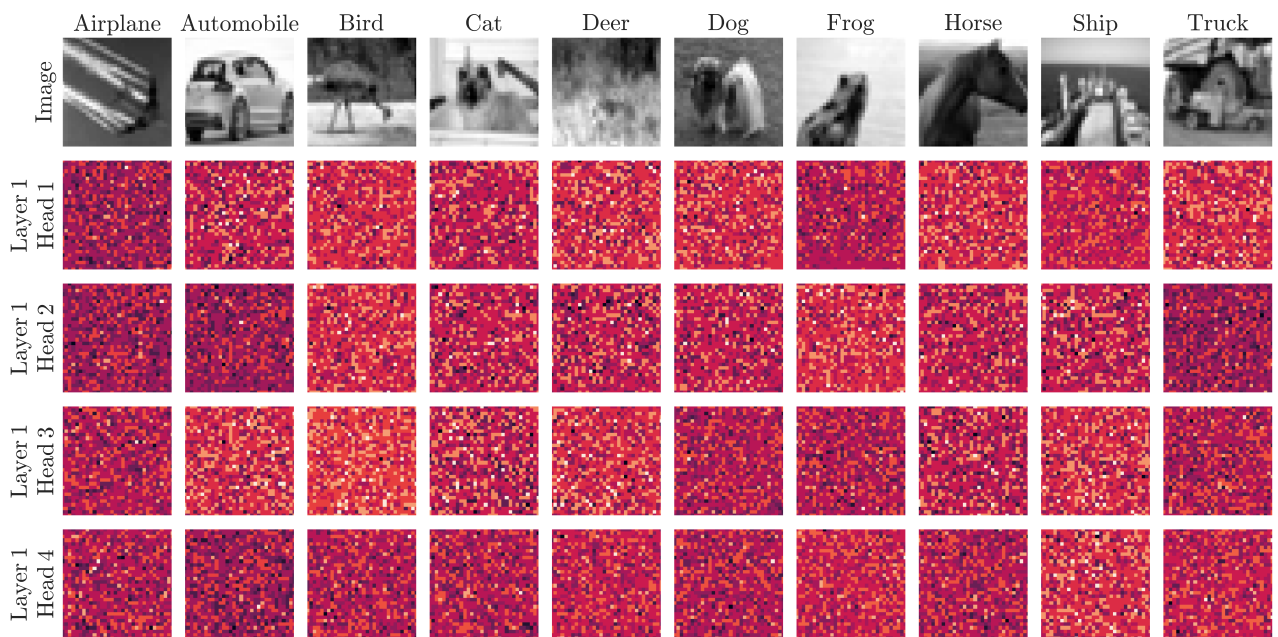 Airplane Automobile Bird Cat Deer Dog Frog Horse Ship Truck
Image
Layer 1
Head 1
Layer 1
Head 2
Layer 1
Head 3
Layer 1
Head 4